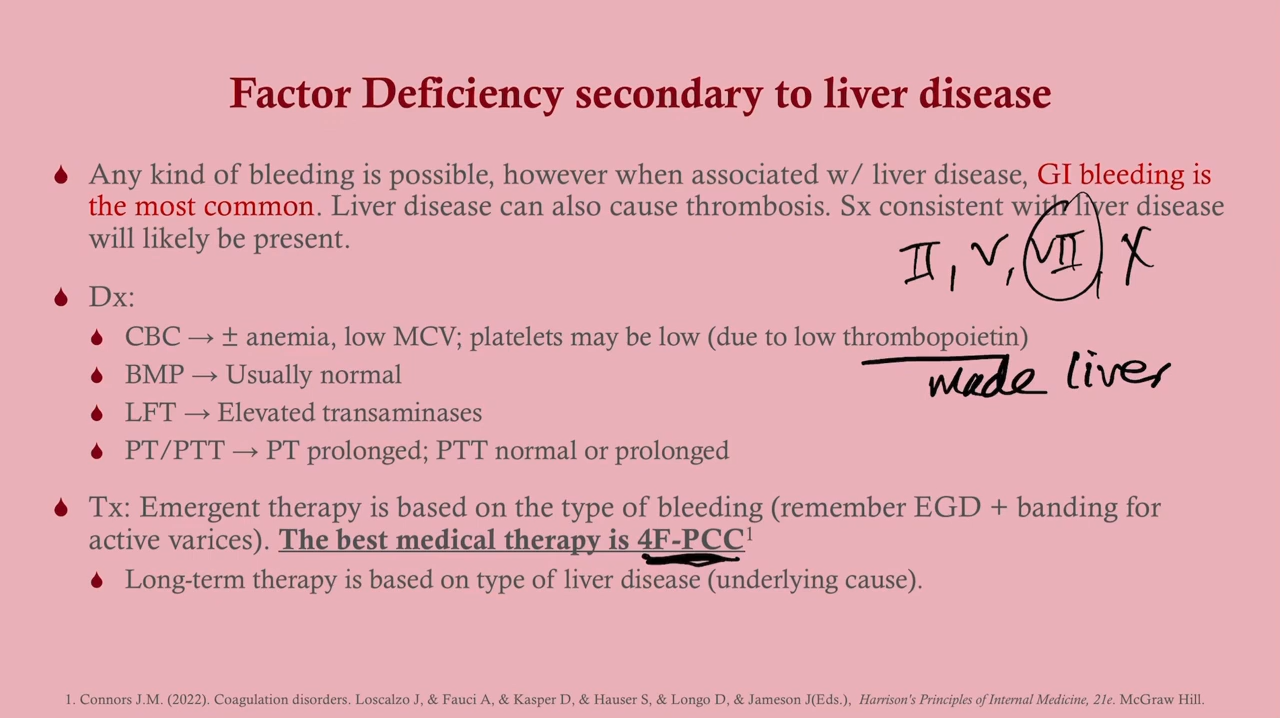 Factor Deficiency secondary to liver disease
Any kind of bleeding is possible, however when associated w/ liver disease, GI bleeding is
the most common. Liver disease can also cause thrombosis. Sx consistent with liver disease
will likely be present.
II, V, VII, X
Dx:
CBC → ± anemia, low MCV; platelets may be low (due to low thrombopoietin)
made liver
BMP → Usually normal
LFT → Elevated transaminases
PT/PTT → PT prolonged; PTT normal or prolonged
Tx: Emergent therapy is based on the type of bleeding (remember EGD + banding for
active varices). The best medical therapy is 4F-PCC1
Long-term therapy is based on type of liver disease (underlying cause).
1. Connors J.M. (2022). Coagulation disorders. Loscalzo J, & Fauci A, & Kasper D, & Hauser S, & Longo D, & Jameson J(Eds.), Harrison's Principles of Internal Medicine, 21e. McGraw Hill.